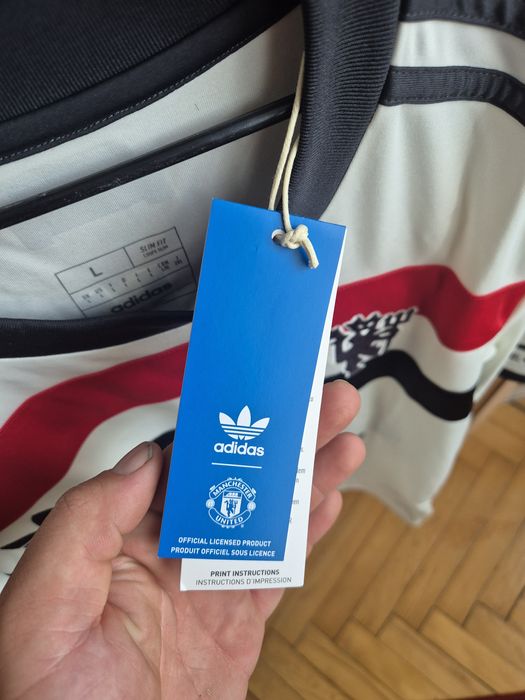 L
SLIM FIT
adidas
adidas
MANCHESTER
UNITED
OFFICIAL LICENSED PRODUCT
PRODUIT OFFICIEL SOUS LICENCE
PRINT INSTRUCTIONS
INSTRUCTIONS D'IMPRESSION